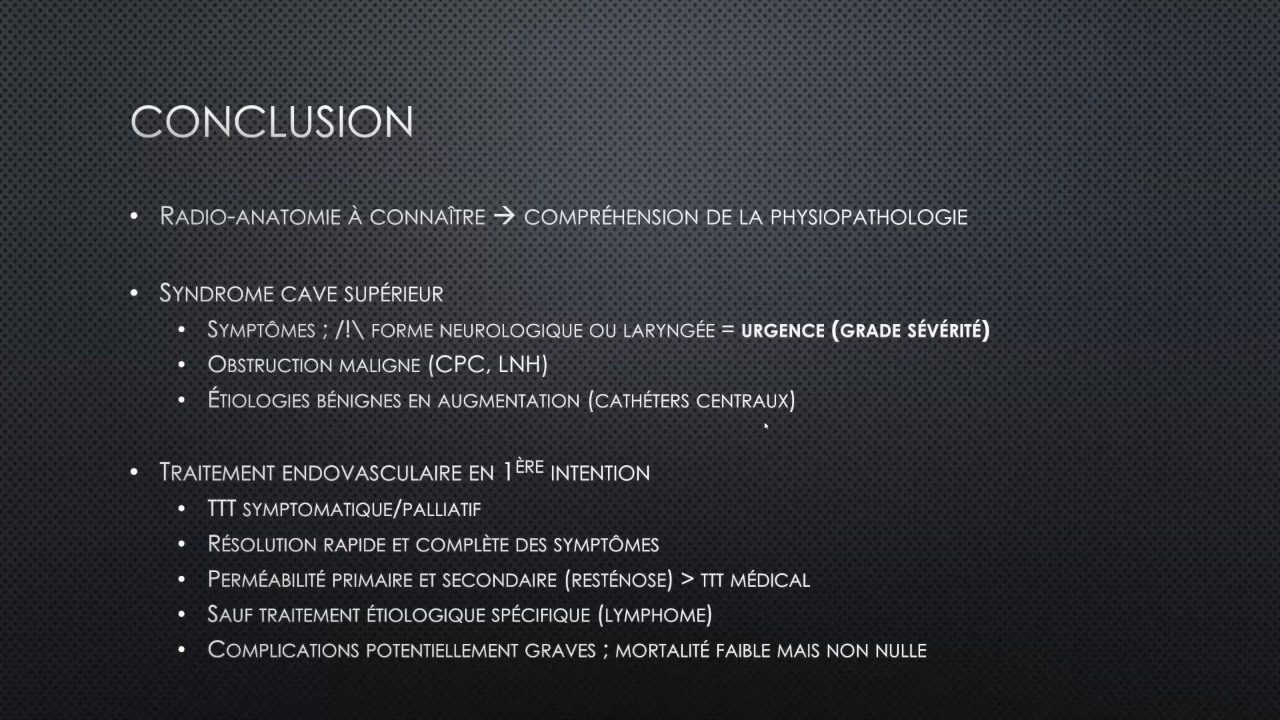 CONCLUSION
• RADIO-ANATOMIE À CONNAÎTRE → COMPRÉHENSION DE LA PHYSIOPATHOLOGIE
• SYNDROME CAVE SUPÉRIEUR
• SYMPTÔMES ; /!\ FORME NEUROLOGIQUE OU LARYNGÉE = URGENCE (GRADE SÉVÉRITÉ)
• OBSTRUCTION MALIGNE (CPC, LNH)
• ÉTIOLOGIES BÉNIGNES EN AUGMENTATION (CATHÉTERS CENTRAUX)
• TRAITEMENT ENDOVASCULAIRE EN 1ÈRE INTENTION
• TTT SYMPTOMATIQUE/PALLIATIF
• RÉSOLUTION RAPIDE ET COMPLÈTE DES SYMPTÔMES
• PERMÉABILITÉ PRIMAIRE ET SECONDAIRE (RESTÉNOSE) > TTT MÉDICAL
• SAUF TRAITEMENT ÉTIOLOGIQUE SPÉCIFIQUE (LYMPHOME)
• COMPLICATIONS POTENTIELLEMENT GRAVES ; MORTALITÉ FAIBLE MAIS NON NULLE